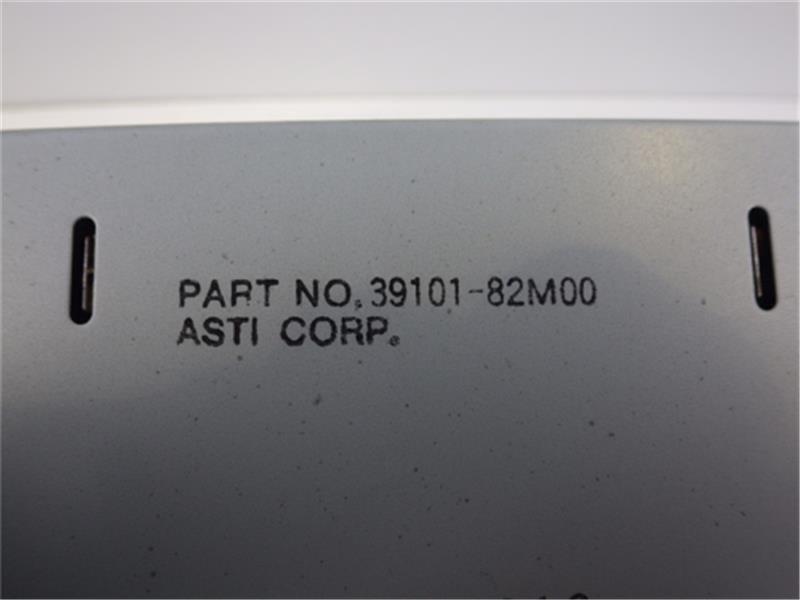 PART NO. 39101-82M00
ASTI CORP.